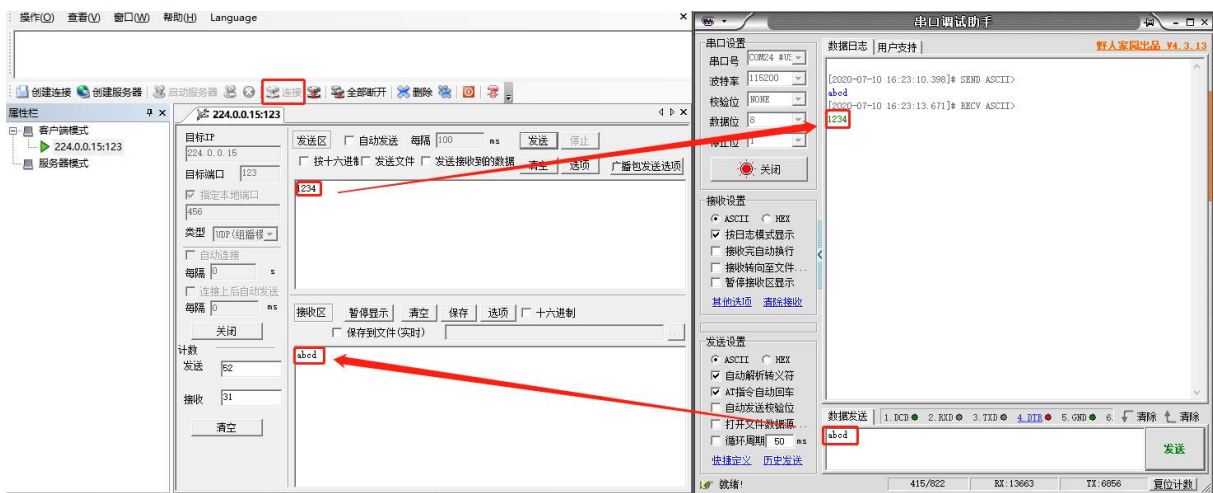 操作(O) 查看(V) 窗口(W) 帮助(H) Language ×
创建连接 创建服务器 启动服务器 连接 全部断开 删除
属性栏
客户端模式
224.0.0.15:123
服务器模式
224.0.0.15:123
目标IP
224.0.0.15
目标端口 123
指定本地端口
456
类型 UDP(组播模
自动连接
每隔 0 s
连接上后自动发送
每隔 0 ms
关闭
计数
发送 52
接收 31
清空
发送区 自动发送 每隔 100 ms 发送 停止
按十六进制 发送文件 发送接收到的数据 清空 选项 广播包发送选项
1234
接收区 暂停显示 清空 保存 选项 十六进制
保存到文件(实时) ...
abcd
串口调试助手
串口设置
串口号 COM24 #US
波特率 115200
校验位 NONE
数据位 8
停止位 1
关闭
接收设置
ASCII HEX
按日志模式显示
接收完自动换行
接收转向至文件...
暂停接收区显示
其他选项 清除接收
发送设置
ASCII HEX
自动解析转义符
AT指令自动回车
自动发送校验位
打开文件数据源...
循环周期 50 ms
快捷定义 历史发送
数据日志 用户支持 野人家园出品 V4.3.13
[2020-07-10 16:23:10.398]# SEND ASCII>
abcd
[2020-07-10 16:23:13.671]# RECV ASCII>
1234
数据发送 1.DCD 2.RXD 3.TXD 4.DTR 5.GND 6. 清除 清除
abcd
发送
就绪! 415/822 RX:13663 TX:6856 复位计数